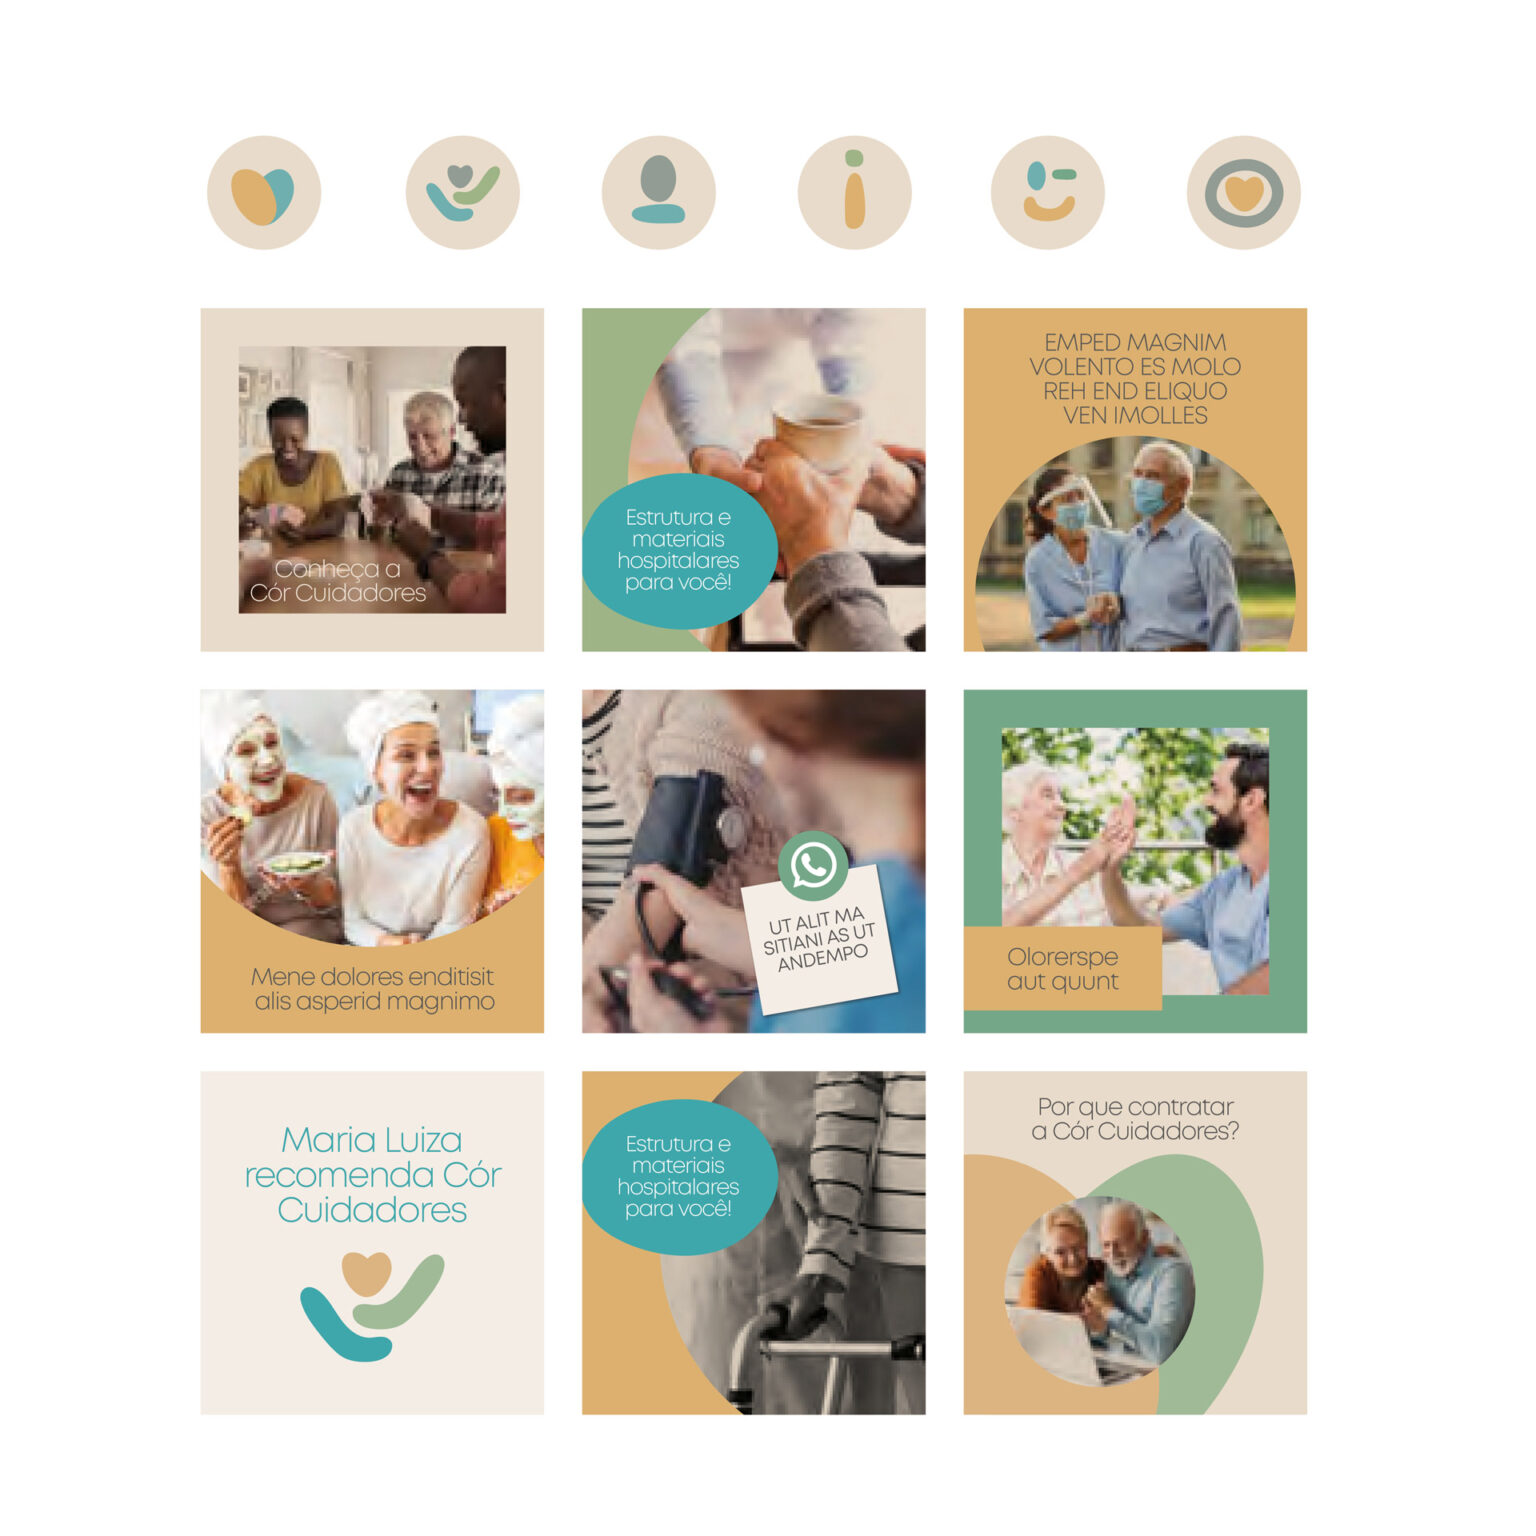 Conheça a
Cór Cuidadores
Estrutura e
materiais
hospitalares
para você!
EMPED MAGNIM
VOLENTO ES MOLO
REH END ELIQUO
VEN IMOLLES
Mene dolores enditisit
alis asperid magnimo
UT ALIT MA
SITIANI AS UT
ANDEMPO
Olorerspe
aut quunt
Maria Luiza
recomenda Cór
Cuidadores
Estrutura e
materiais
hospitalares
para você!
Por que contratar
a Cór Cuidadores?